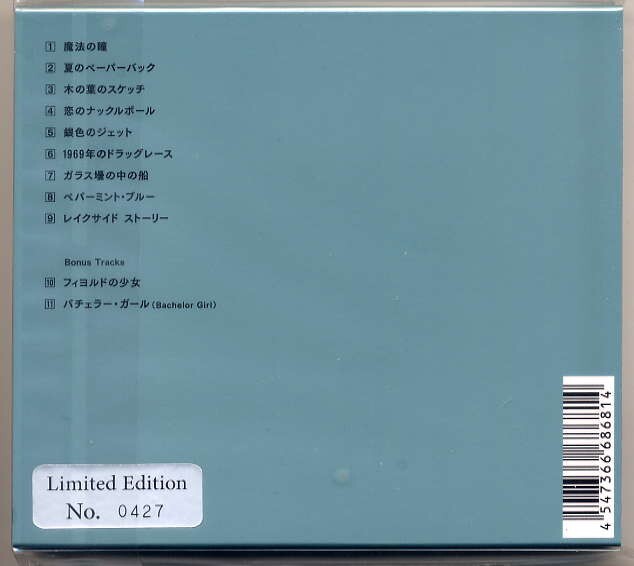 1 魔法の瞳
2 夏のペーパーバック
3 木の葉のスケッチ
4 恋のナックルボール
5 銀色のジェット
6 1969年のドラッグレース
7 ガラス壜の中の船
8 ペパーミント・ブルー
9 レイクサイド ストーリー
Bonus Tracks
10 フィヨルドの少女
11 バチェラー・ガール(Bachelor Girl)
Limited Edition
No. 0427
4 547366 686814